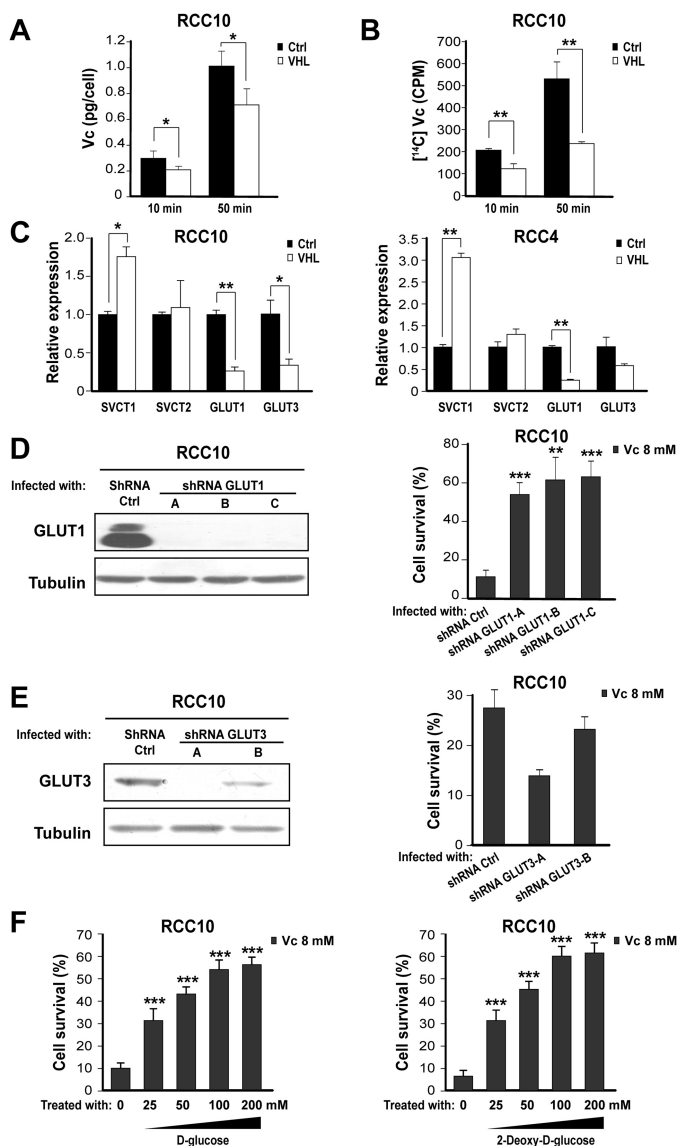 A
RCC10
Vc (pg/cell)
1.2
1.0
0.8
0.6
0.4
0.2
0
*
*
Ctrl
VHL
10 min
50 min
B
RCC10
[¹⁴C] Vc (CPM)
700
600
500
400
300
200
100
0
**
**
Ctrl
VHL
10 min
50 min
C
RCC10
Relative expression
2.0
1.5
1.0
0.5
0
*
**
*
Ctrl
VHL
SVCT1 SVCT2 GLUT1 GLUT3
RCC4
Relative expression
3.5
3.0
2.5
2.0
1.5
1.0
0.5
0
**
**
Ctrl
VHL
SVCT1 SVCT2 GLUT1 GLUT3
D
RCC10
Infected with:
ShRNA
Ctrl
shRNA GLUT1
A B C
GLUT1
Tubulin
RCC10
Vc 8 mM
Cell survival (%)
80
60
40
20
0
***
**
***
Infected with:
shRNA Ctrl
shRNA GLUT1-A
shRNA GLUT1-B
shRNA GLUT1-C
E
RCC10
Infected with:
ShRNA
Ctrl
shRNA GLUT3
A B
GLUT3
Tubulin
RCC10
Vc 8 mM
Cell survival (%)
30
20
10
0
Infected with:
shRNA Ctrl
shRNA GLUT3-A
shRNA GLUT3-B
F
RCC10
Vc 8 mM
Cell survival (%)
70
60
50
40
30
20
10
0
***
***
***
***
Treated with: 0 25 50 100 200 mM
D-glucose
RCC10
Vc 8 mM
Cell survival (%)
70
60
50
40
30
20
10
0
***
***
***
***
Treated with: 0 25 50 100 200 mM
2-Deoxy-D-glucose